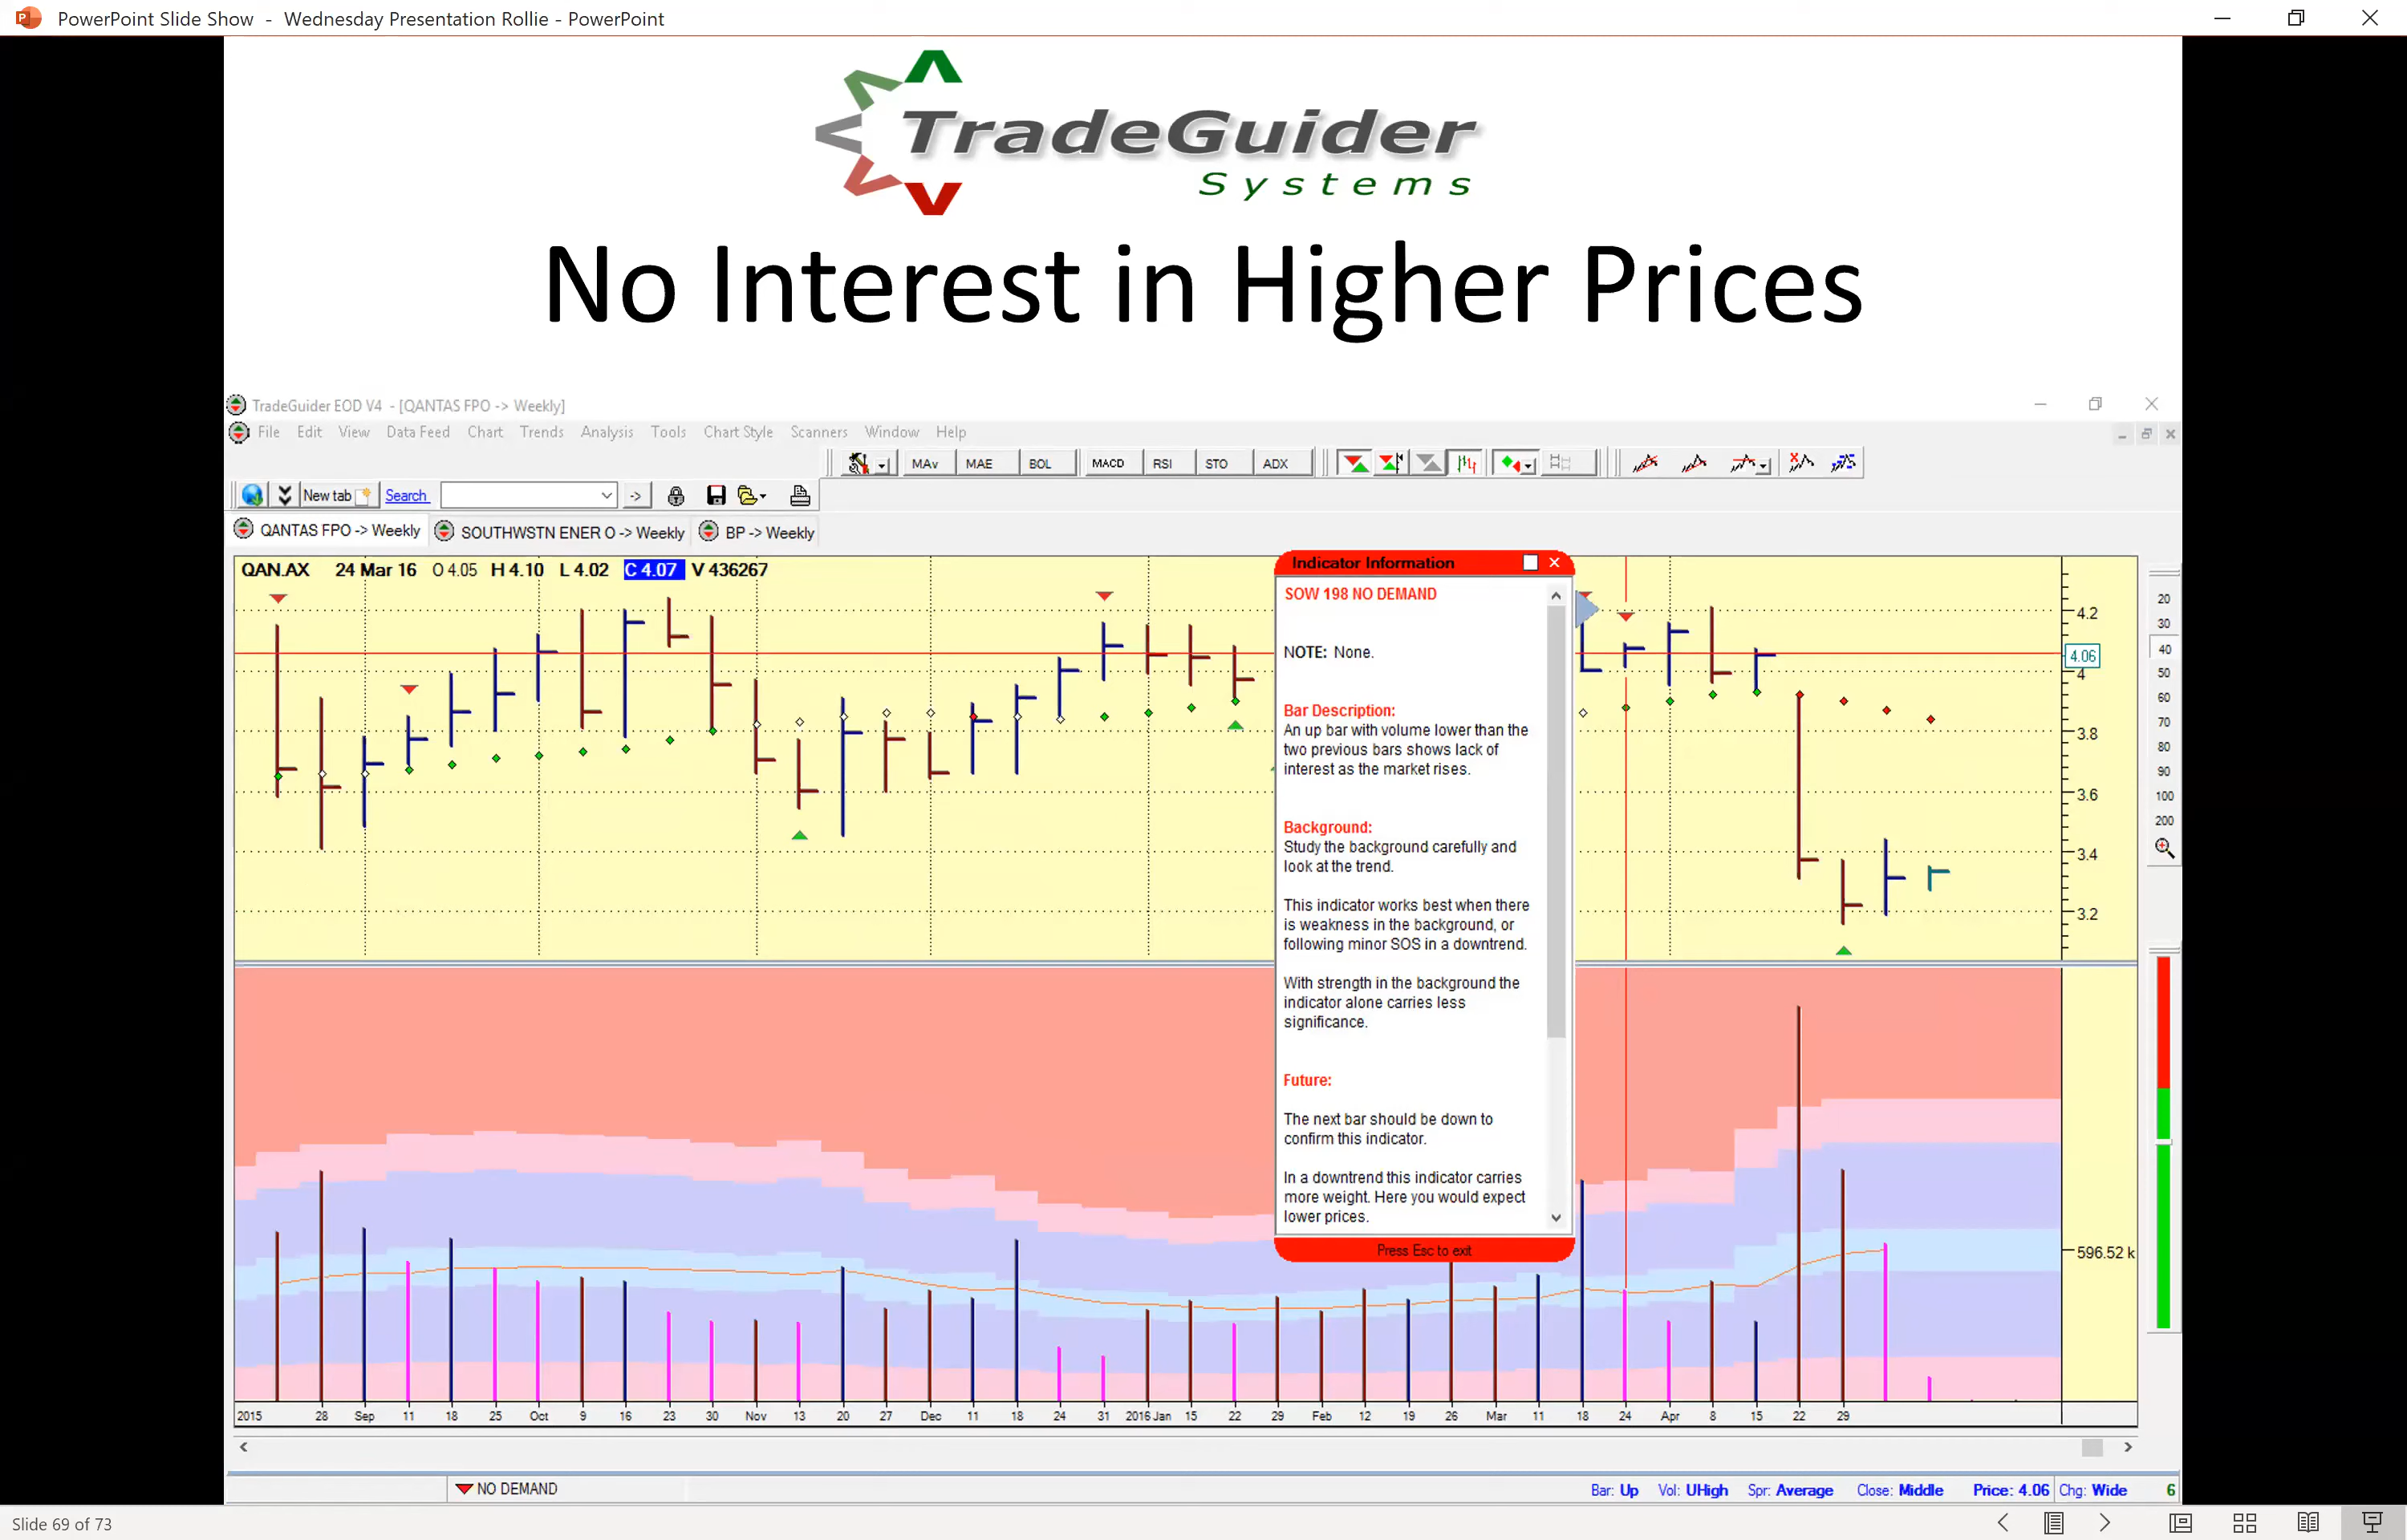 PowerPoint Slide Show - Wednesday Presentation Rollie - PowerPoint
TradeGuider
Systems
No Interest in Higher Prices
TradeGuider EOD V4 - [QANTAS FPO -> Weekly]
File Edit View Data Feed Chart Trends Analysis Tools Chart Style Scanners Window Help
MAv MAE BOL MACD RSI STO ADX
New tab Search ->
QANTAS FPO -> Weekly SOUTHWSTN ENER O -> Weekly BP -> Weekly
QAN.AX 24 Mar 16 O 4.05 H 4.10 L 4.02 C 4.07 V 436267
Indicator Information
SOW 198 NO DEMAND
NOTE: None.
Bar Description:
An up bar with volume lower than the
two previous bars shows lack of
interest as the market rises.
Background:
Study the background carefully and
look at the trend.
This indicator works best when there
is weakness in the background, or
following minor SOS in a downtrend.
With strength in the background the
indicator alone carries less
significance.
Future:
The next bar should be down to
confirm this indicator.
In a downtrend this indicator carries
more weight. Here you would expect
lower prices.
Press Esc to exit
4.2
4.06
4
3.8
3.6
3.4
3.2
596.52 k
20
30
40
50
60
70
80
90
100
200
2015 28 Sep 11 18 25 Oct 9 16 23 30 Nov 13 20 27 Dec 11 18 24 31 2016 Jan 15 22 29 Feb 12 19 26 Mar 11 18 24 Apr 8 15 22 29
NO DEMAND
Bar: Up Vol: UHigh Spr: Average Close: Middle Price: 4.06 Chg: Wide 6
Slide 69 of 73